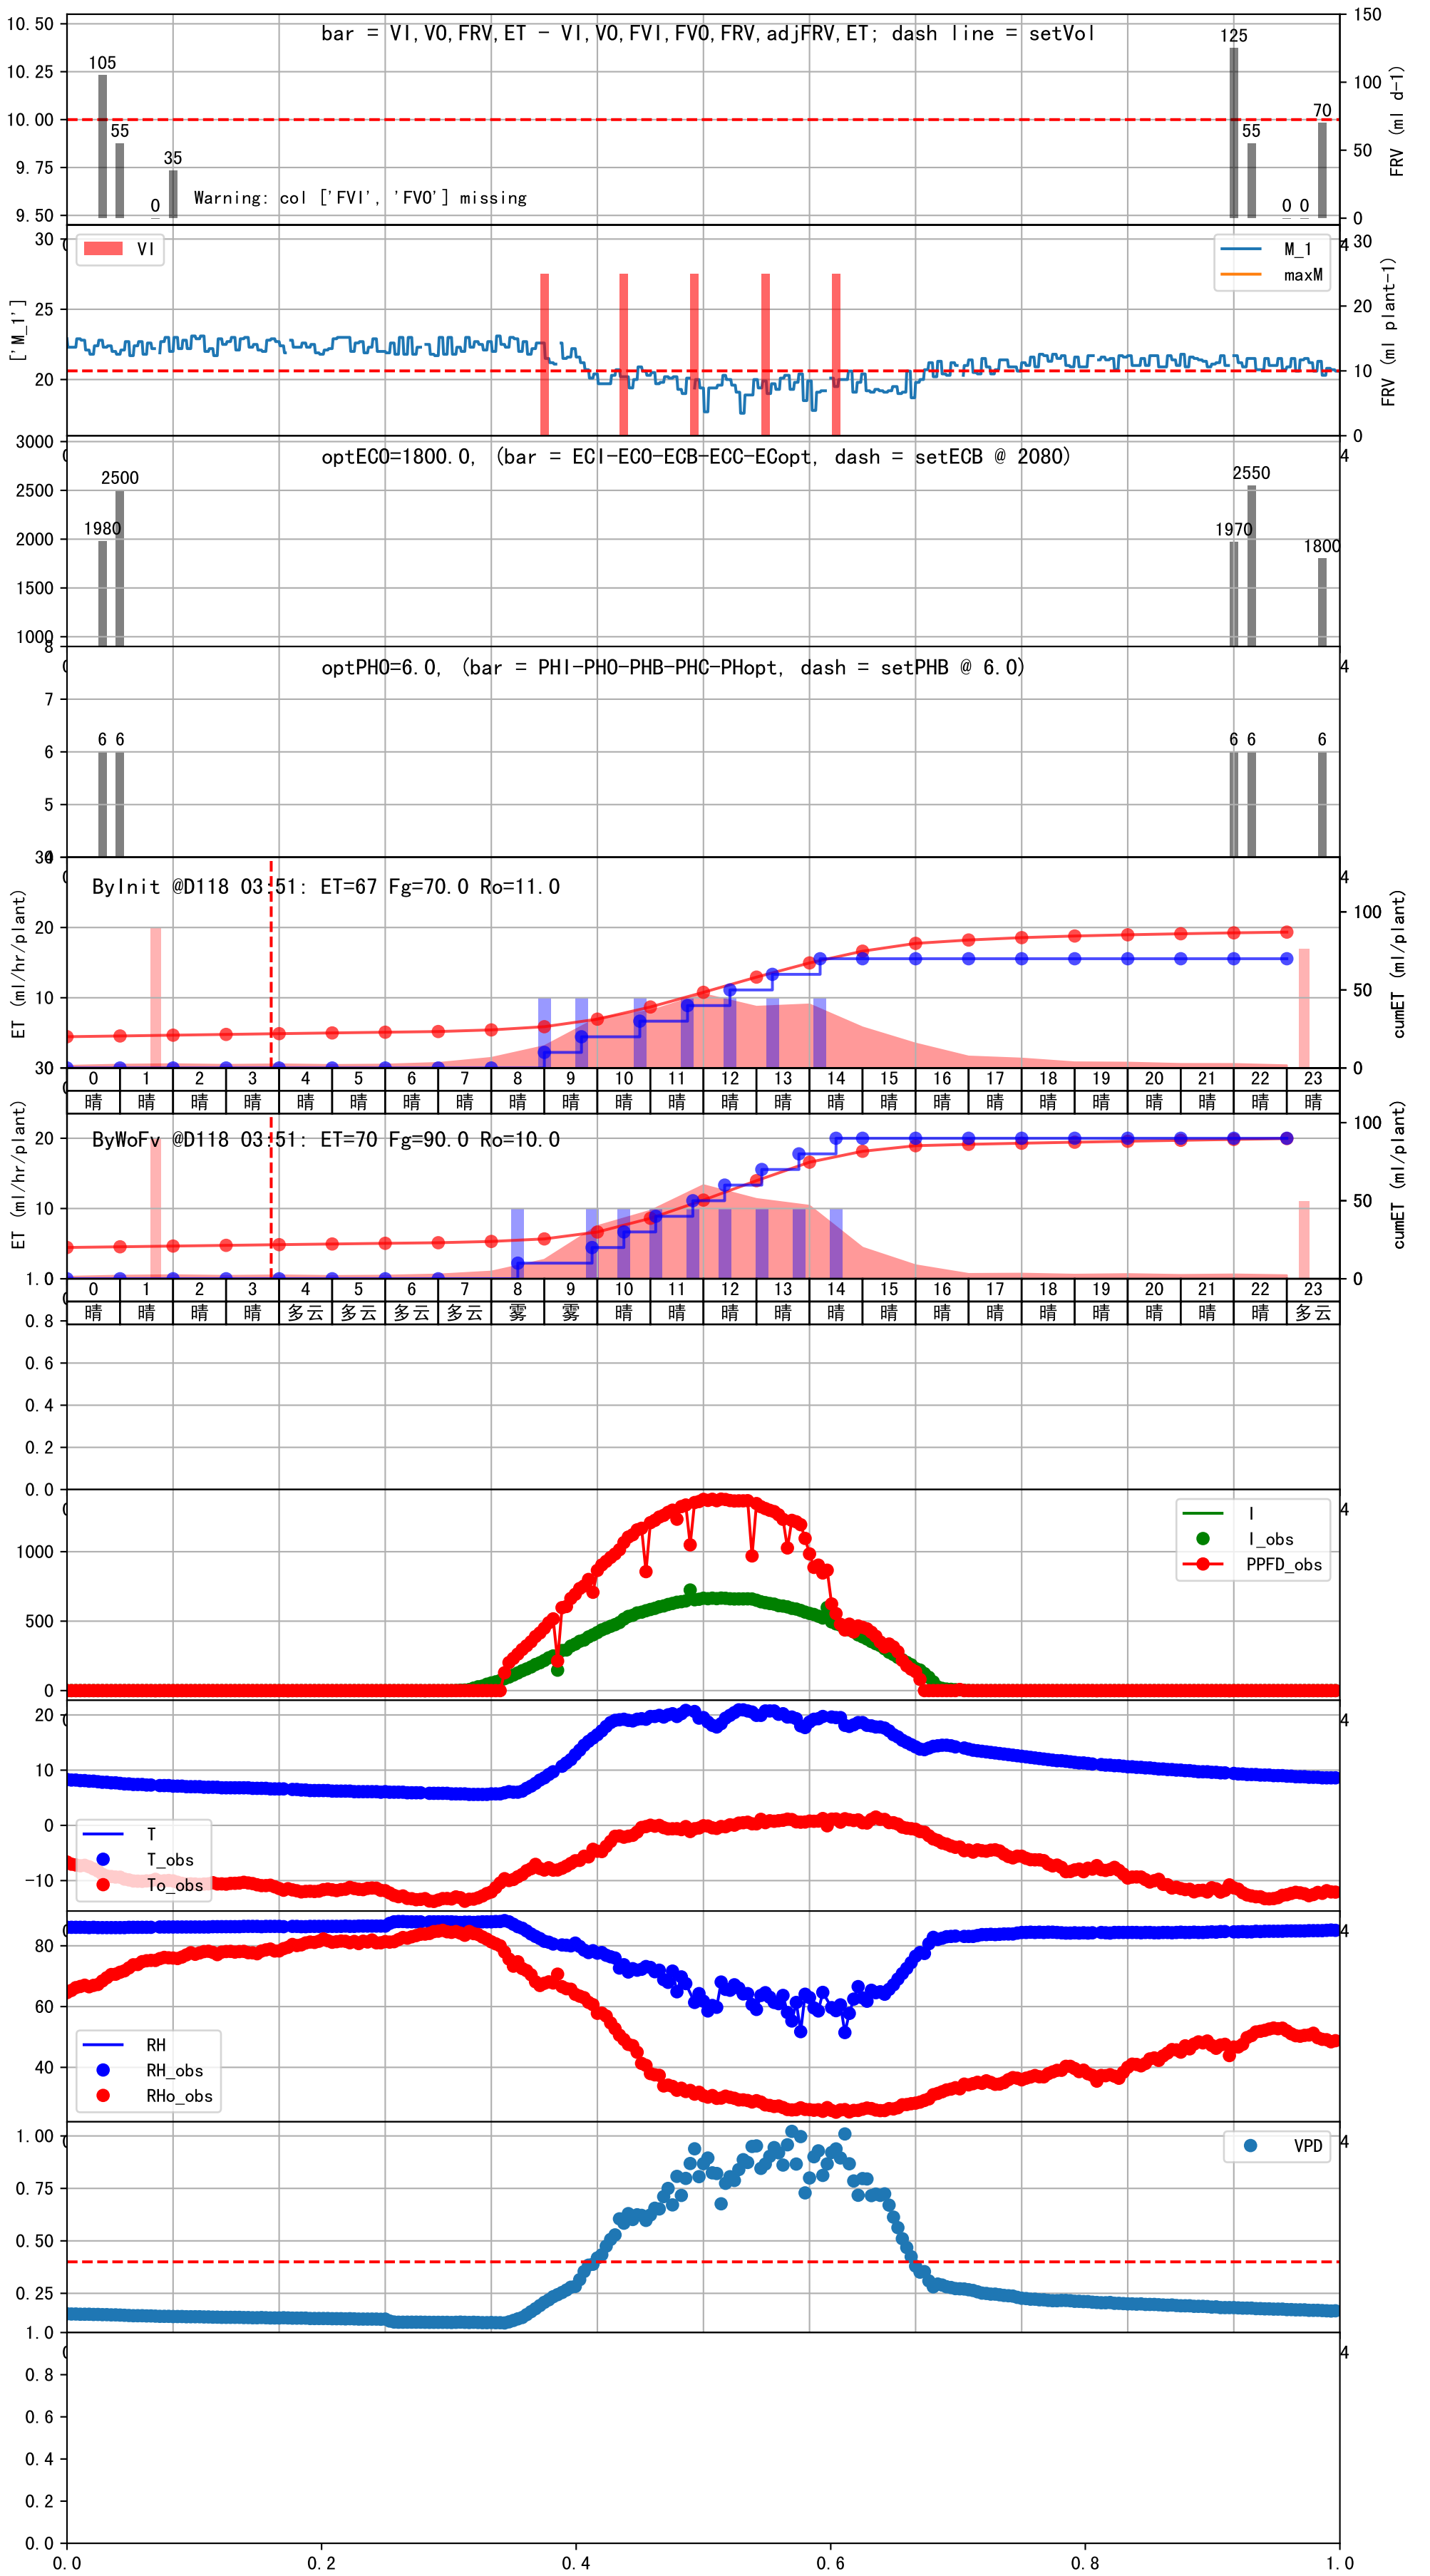 bar = VI,VO,FRV,ET - VI,VO,FVI,FVO,FRV,adjFRV,ET; dash line = setVol
10.50
10.25
10.00
9.75
9.50
150
100
50
0
FRV (ml d-1)
105
55
0
35
125
55
0
0
70
Warning: col ['FVI', 'FVO'] missing
30
25
20
['M_1']
VI
M_1
maxM
4
30
20
10
0
FRV (ml plant-1)
optECO=1800.0, (bar = ECI-ECO-ECB-ECC-ECopt, dash = setECB @ 2080)
3000
2500
2000
1500
1000
4
1980
2500
1970
2550
1800
optPHO=6.0, (bar = PHI-PHO-PHB-PHC-PHopt, dash = setPHB @ 6.0)
8
7
6
5
4
4
6 6
6 6
6
ByInit @D118 03:51: ET=67 Fg=70.0 Ro=11.0
30
20
10
ET (ml/hr/plant)
4
100
50
0
cumET (ml/plant)
0 1 2 3 4 5 6 7 8 9 10 11 12 13 14 15 16 17 18 19 20 21 22 23
晴 晴 晴 晴 晴 晴 晴 晴 晴 晴 晴 晴 晴 晴 晴 晴 晴 晴 晴 晴 晴 晴 晴 晴
ByWoFv @D118 03:51: ET=70 Fg=90.0 Ro=10.0
30
20
10
ET (ml/hr/plant)
100
50
0
cumET (ml/plant)
0 1 2 3 4 5 6 7 8 9 10 11 12 13 14 15 16 17 18 19 20 21 22 23
晴 晴 晴 晴 多云 多云 多云 多云 雾 雾 晴 晴 晴 晴 晴 晴 晴 晴 晴 晴 晴 晴 晴 多云
1.0
0.8
0.6
0.4
0.2
0.0
1000
500
0
I
I_obs
PPFD_obs
4
20
10
0
-10
T
T_obs
To_obs
4
80
60
40
RH
RH_obs
RHo_obs
4
1.00
0.75
0.50
0.25
VPD
4
1.0
0.8
0.6
0.4
0.2
0.0
4
0.0 0.2 0.4 0.6 0.8 1.0